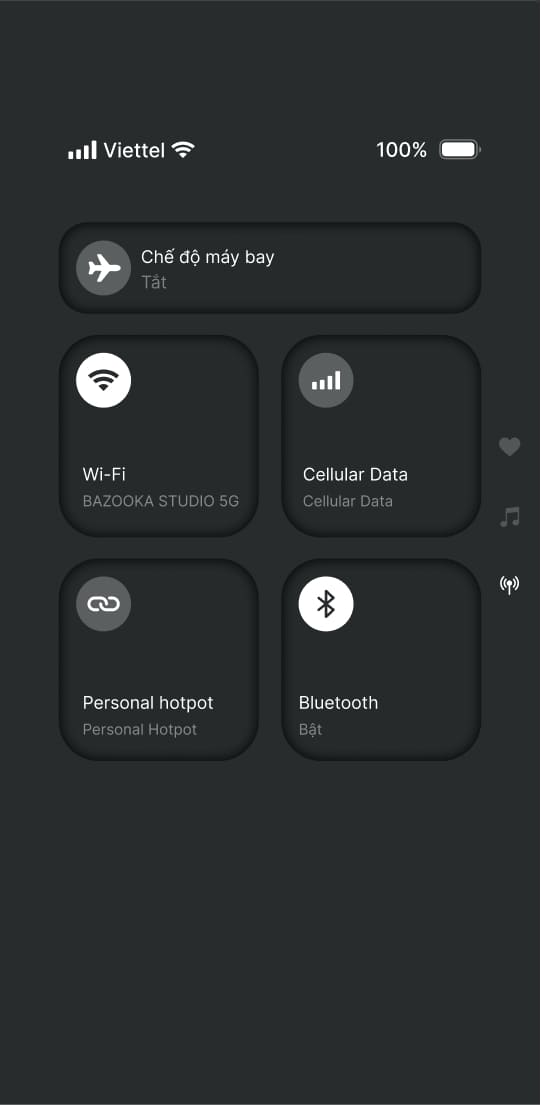 Viettel 100%
Chế độ máy bay
Tắt
Wi-Fi
BAZOOKA STUDIO 5G
Cellular Data
Cellular Data
Personal hotpot
Personal Hotpot
Bluetooth
Bật